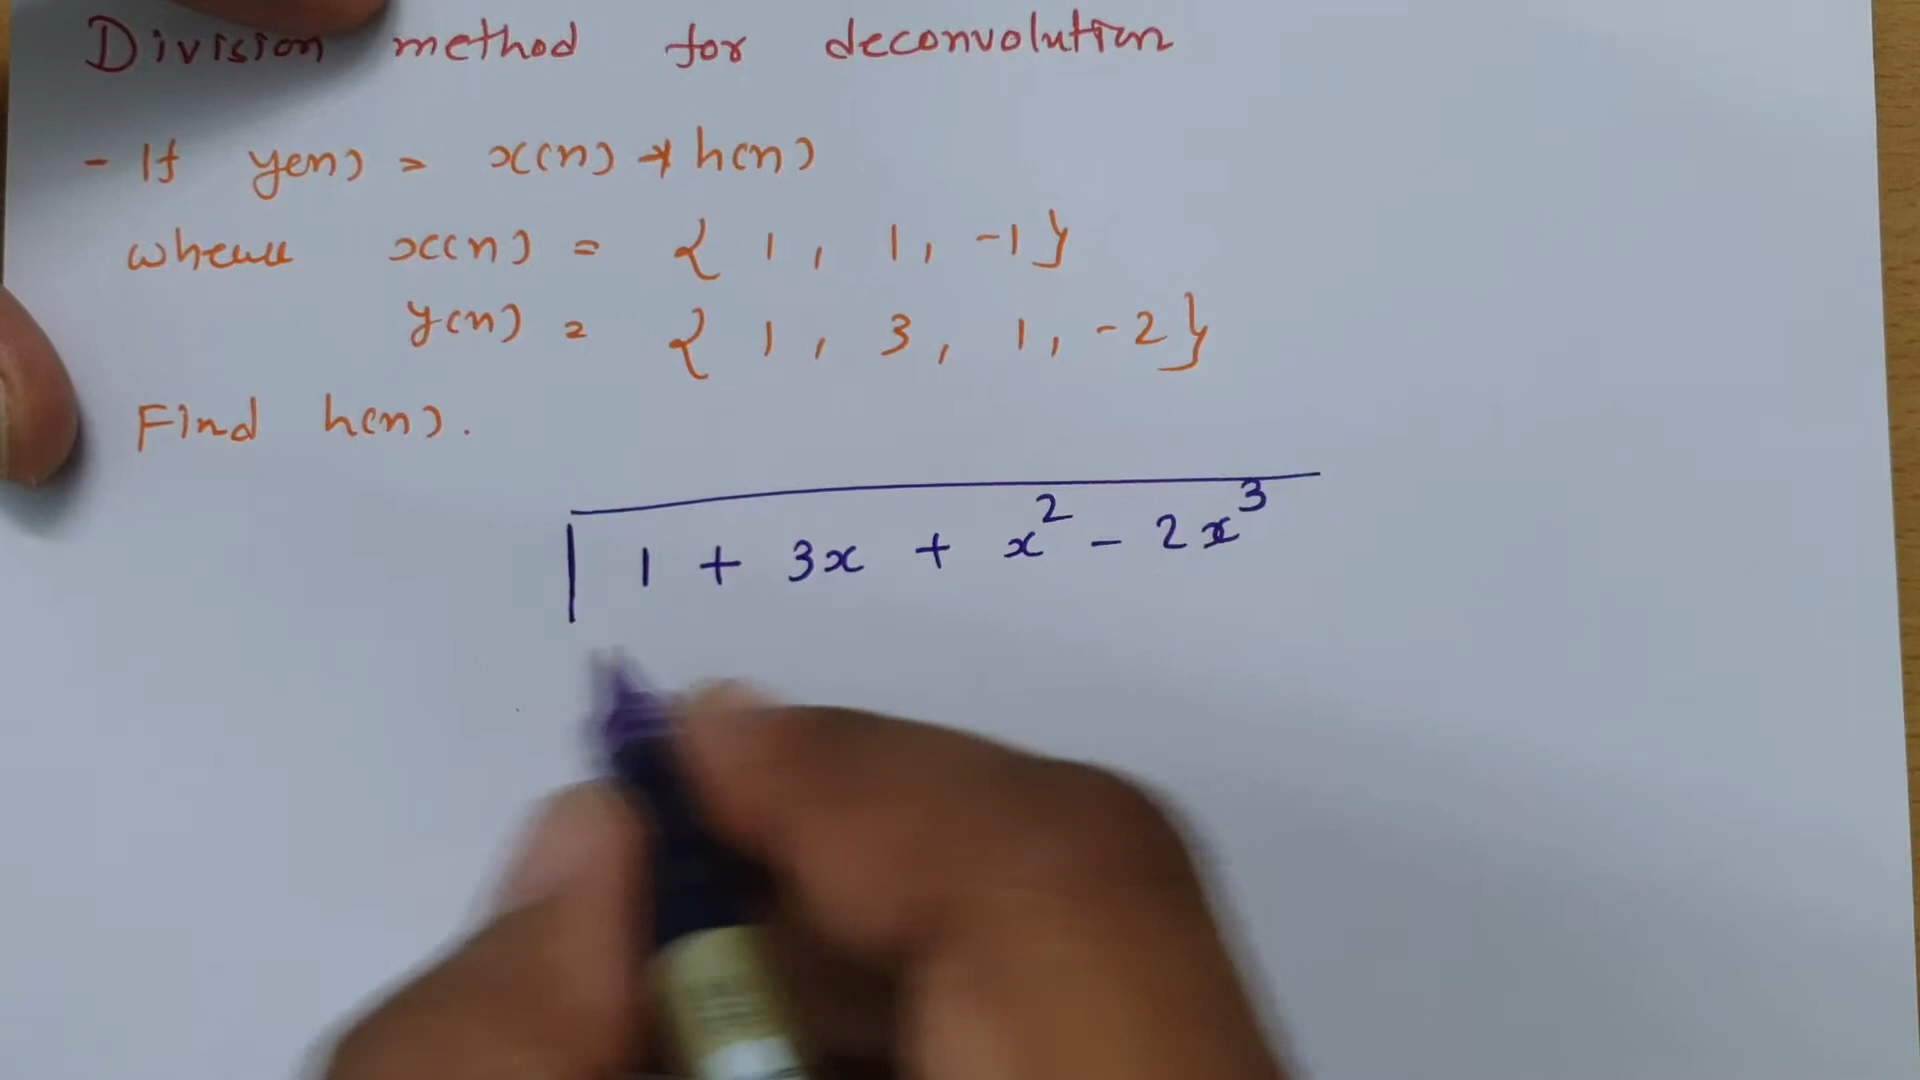 Division method for deconvolution
- If y(n) = x(n) * h(n)
where x(n) = { 1 , 1 , -1 }
y(n) = { 1 , 3 , 1 , -2 }
Find h(n).
1 + 3x + x² - 2x³